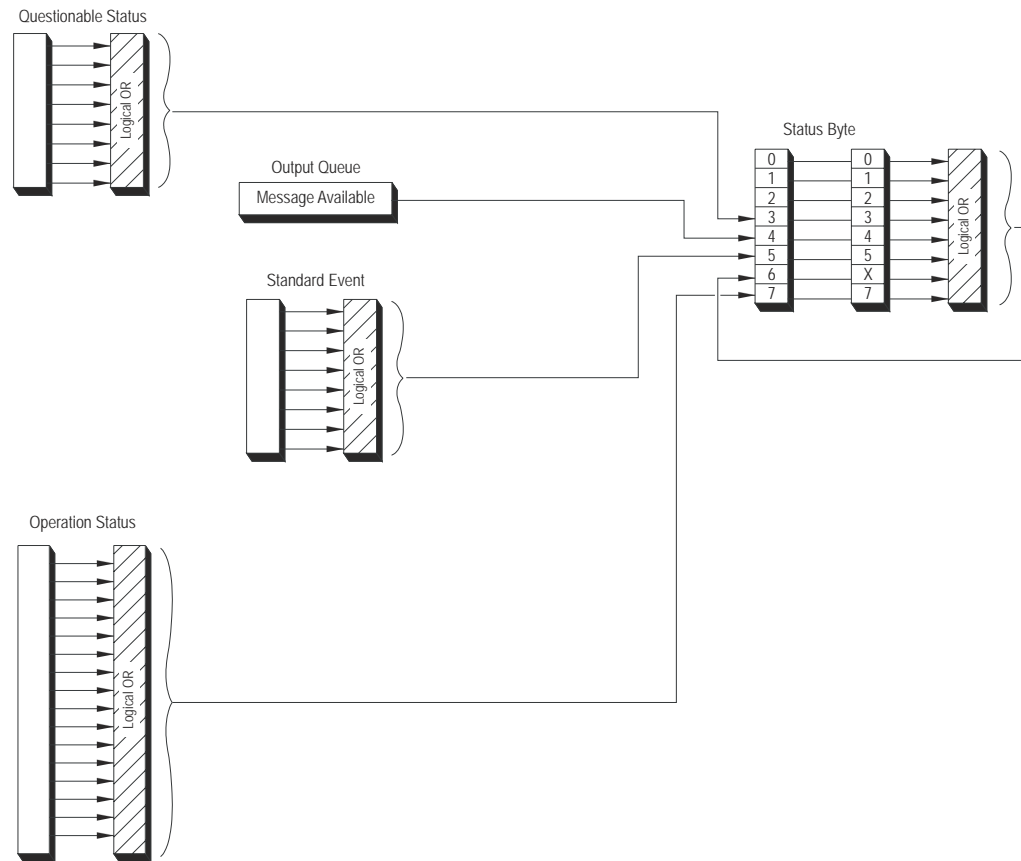 Questionable Status
Logical OR
Output Queue
Message Available
Standard Event
Logical OR
Operation Status
Logical OR
Status Byte
0 0
1 1
2 2
3 3
4 4
5 5
6 X
7 7
Logical OR